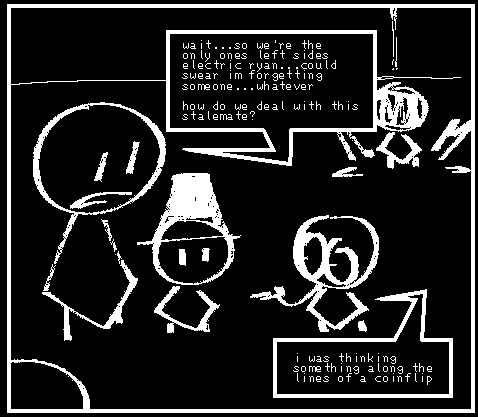 wait...so we're the
only ones left sides
electric ryan...could
swear im forgetting
someone...whatever
how do we deal with this
stalemate?
i was thinking
something along the
lines of a coinflip